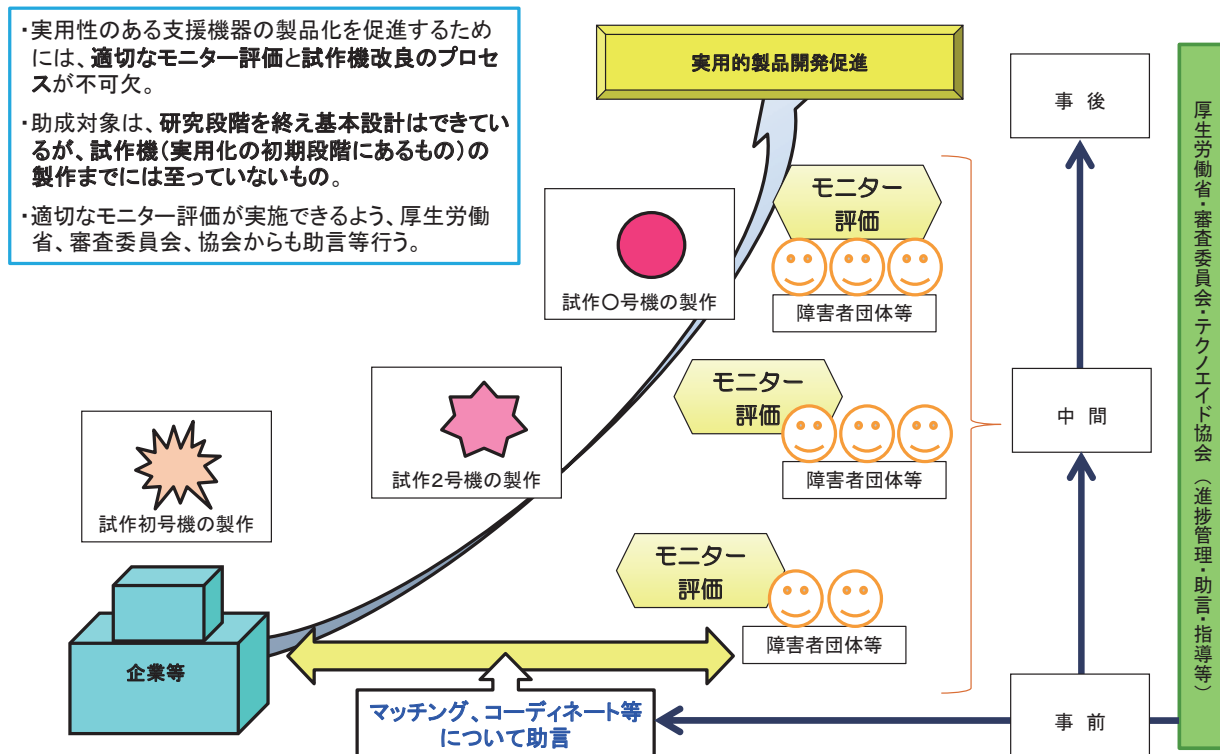 ・実用性のある支援機器の製品化を促進するため
には、適切なモニター評価と試作機改良のプロセ
スが不可欠。
・助成対象は、研究段階を終え基本設計はできてい
るが、試作機(実用化の初期段階にあるもの)の
製作までには至っていないもの。
・適切なモニター評価が実施できるよう、厚生労働
省、審査委員会、協会からも助言等行う。
実用的製品開発促進
事 後
モニター
評価
障害者団体等
試作〇号機の製作
モニター
評価
障害者団体等
試作2号機の製作
中 間
試作初号機の製作
モニター
評価
障害者団体等
企業等
マッチング、コーディネート等
について助言
事 前
厚生労働省・審査委員会・テクノエイド協会(進捗管理・助言・指導等)